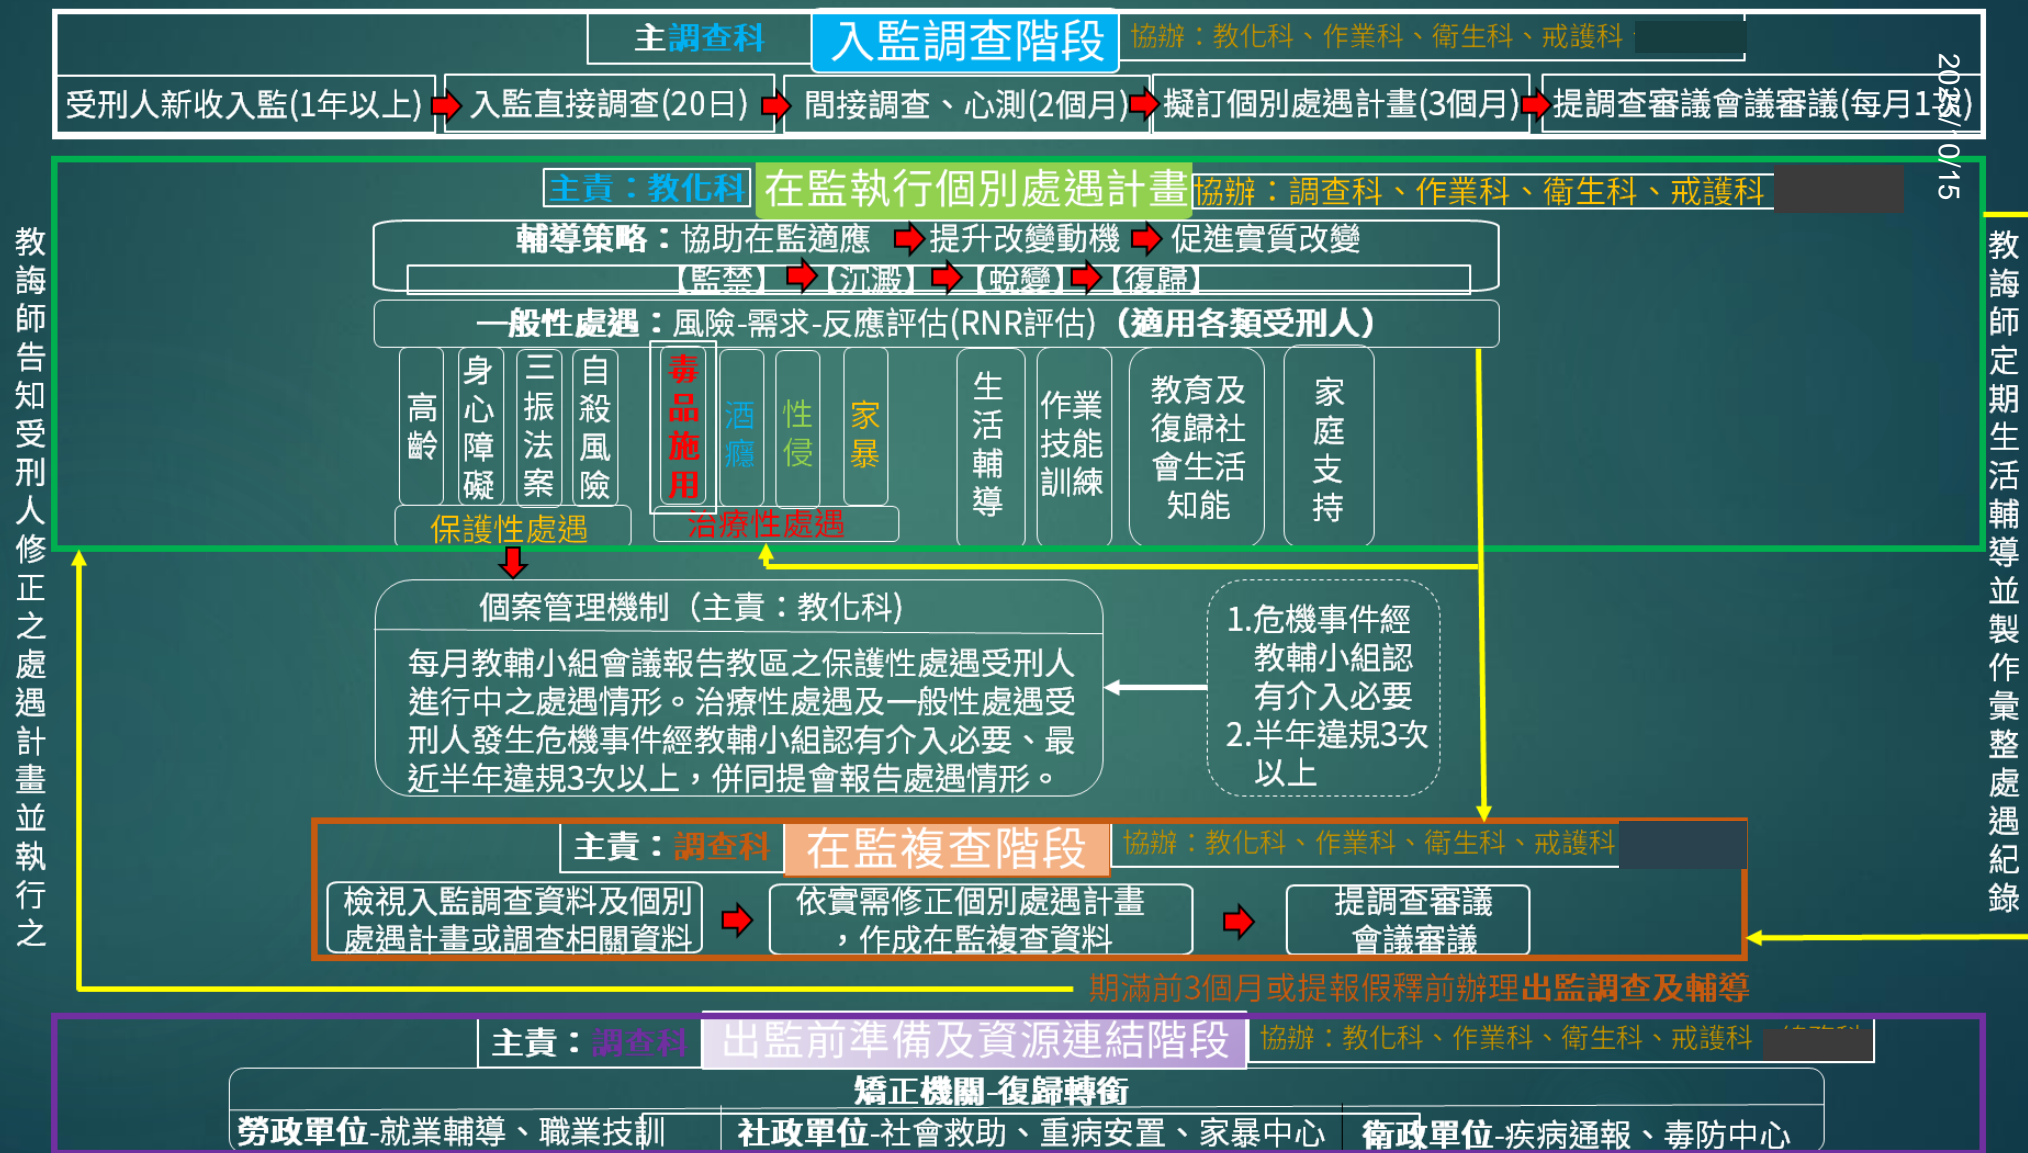 主調查科
入監調查階段
協辦：教化科、作業科、衛生科、戒護科
受刑人新收入監(1年以上)
入監直接調查(20日)
間接調查、心測(2個月)
擬訂個別處遇計畫(3個月)
提調查審議會議審議(每月1次)
主責：教化科
在監執行個別處遇計畫
協辦：調查科、作業科、衛生科、戒護科
輔導策略：協助在監適應
提升改變動機
促進實質改變
(監禁)
(沉澱)
(蛻變)
(復歸)
一般性處遇：風險-需求-反應評估(RNR評估)（適用各類受刑人）
高齡
身心障礙
三振法案
自殺風險
毒品施用
酒癮
性侵
家暴
生活輔導
作業
技能
訓練
教育及
復歸社
會生活
知能
家庭支持
保護性處遇
治療性處遇
教誨師告知受刑人修正之處遇計畫並執行之
教誨師定期生活輔導並製作彙整處遇紀錄
個案管理機制（主責：教化科)
每月教輔小組會議報告教區之保護性處遇受刑人
進行中之處遇情形。治療性處遇及一般性處遇受
刑人發生危機事件經教輔小組認有介入必要、最
近半年違規3次以上，併同提會報告處遇情形。
1.危機事件經
教輔小組認
有介入必要
2.半年違規3次
以上
主責：調查科
在監複查階段
協辦：教化科、作業科、衛生科、戒護科
檢視入監調查資料及個別
處遇計畫或調查相關資料
依實需修正個別處遇計畫
，作成在監複查資料
提調查審議
會議審議
期滿前3個月或提報假釋前辦理出監調查及輔導
主責：調查科
出監前準備及資源連結階段
協辦：教化科、作業科、衛生科、戒護科
矯正機關-復歸轉銜
勞政單位-就業輔導、職業技訓
社政單位-社會救助、重病安置、家暴中心
衛政單位-疾病通報、毒防中心